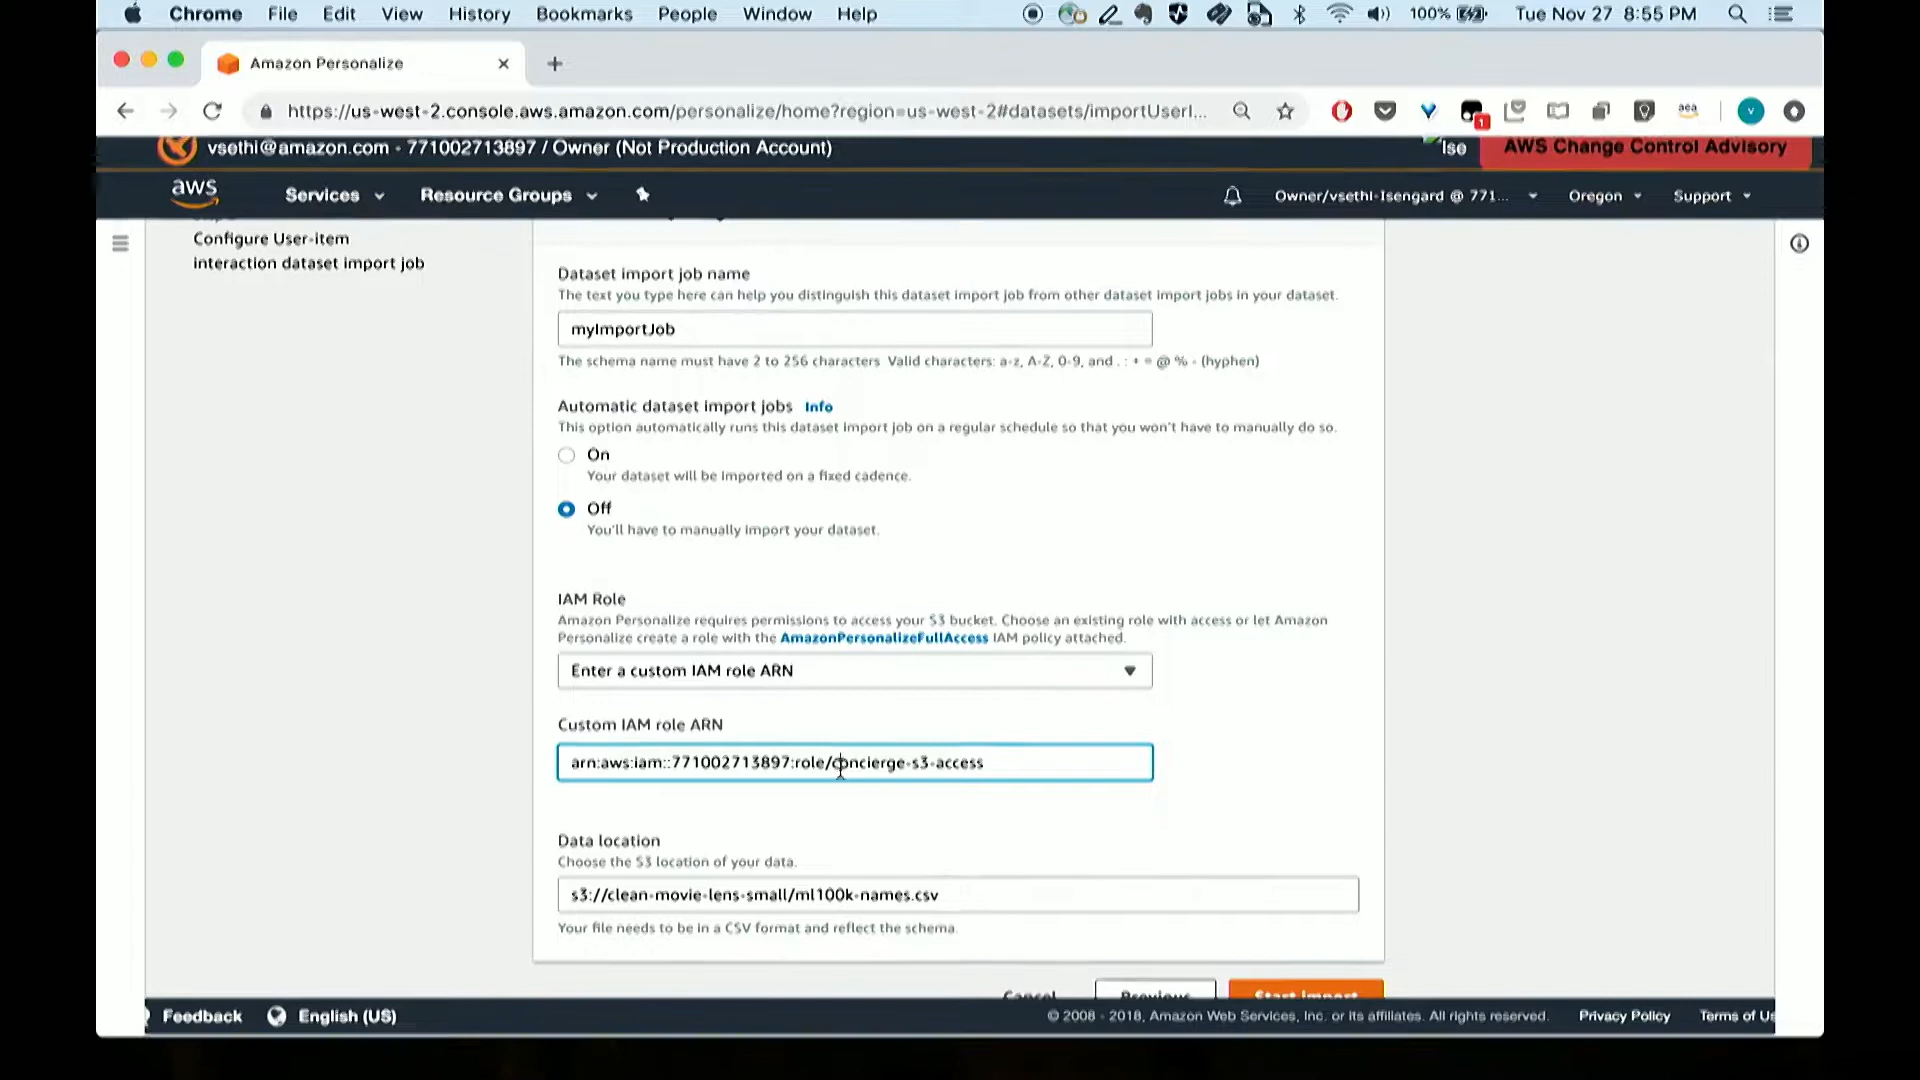 Chrome File Edit View History Bookmarks People Window Help 100% Tue Nov 27 8:55 PM
Amazon Personalize
https://us-west-2.console.aws.amazon.com/personalize/home?region=us-west-2#datasets/importUserI...
vsethi@amazon.com - 771002713897 / Owner (Not Production Account) Ise AWS Change Control Advisory
aws Services Resource Groups Owner/vsethi-Isengard @ 771... Oregon Support
Configure User-item
interaction dataset import job
Dataset import job name
The text you type here can help you distinguish this dataset import job from other dataset import jobs in your dataset.
myImportJob
The schema name must have 2 to 256 characters Valid characters: a-z, A-Z, 0-9, and . : + = @ % - (hyphen)
Automatic dataset import jobs Info
This option automatically runs this dataset import job on a regular schedule so that you won't have to manually do so.
On
Your dataset will be imported on a fixed cadence.
Off
You'll have to manually import your dataset.
IAM Role
Amazon Personalize requires permissions to access your S3 bucket. Choose an existing role with access or let Amazon
Personalize create a role with the AmazonPersonalizeFullAccess IAM policy attached.
Enter a custom IAM role ARN
Custom IAM role ARN
arn:aws:iam::771002713897:role/concierge-s3-access
Data location
Choose the S3 location of your data.
s3://clean-movie-lens-small/ml100k-names.csv
Your file needs to be in a CSV format and reflect the schema.
Cancel Previous Start import
Feedback English (US) © 2008 - 2018, Amazon Web Services, Inc. or its affiliates. All rights reserved. Privacy Policy Terms of Us